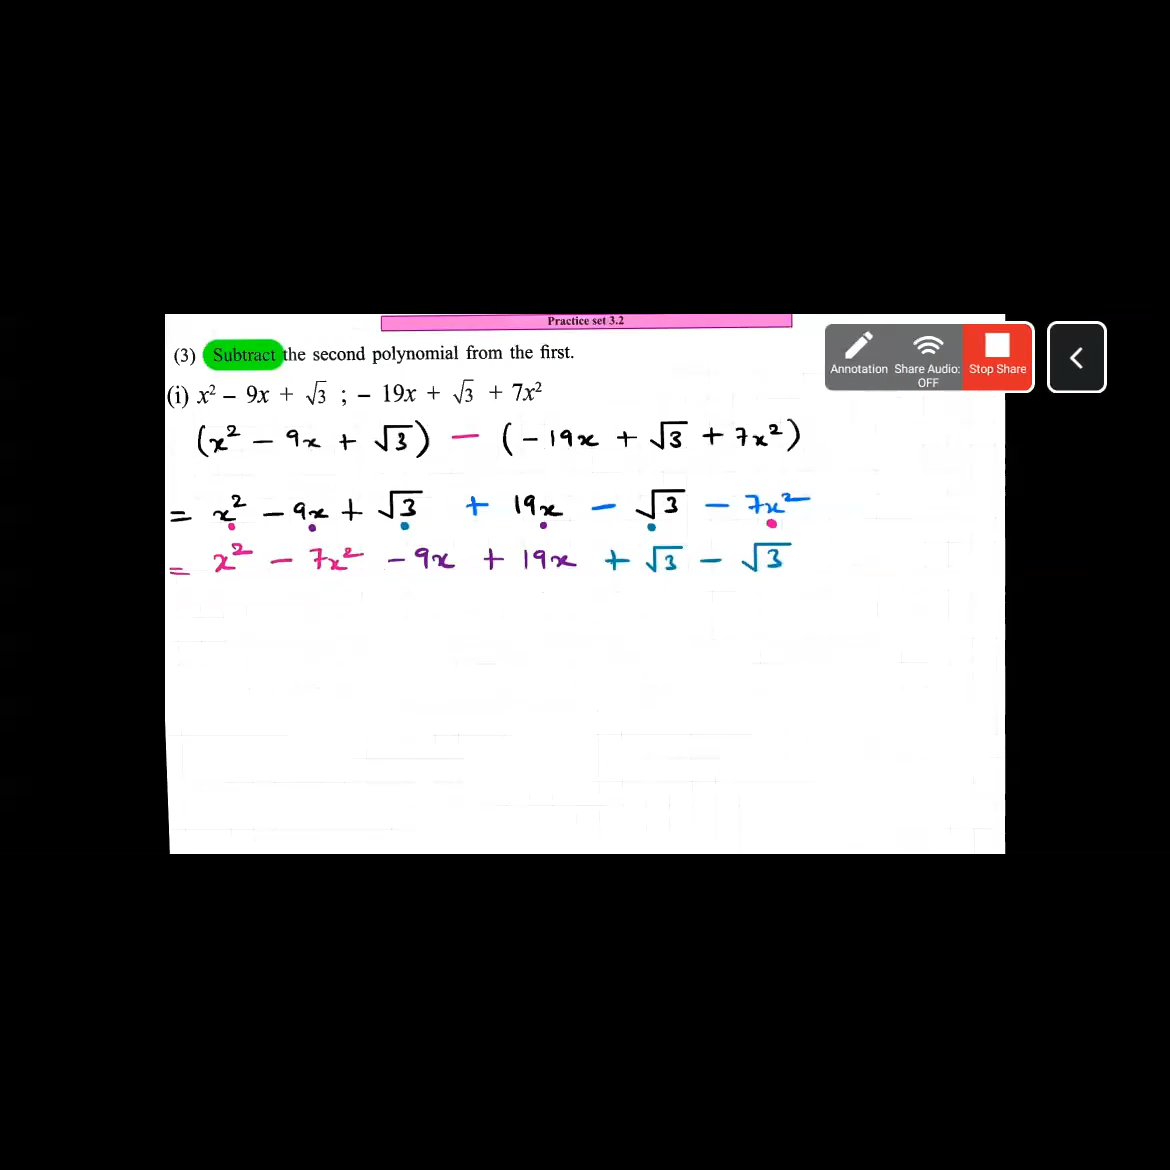 Practice set 3.2
(3) Subtract the second polynomial from the first.
(i) x² – 9x + √3 ; – 19x + √3 + 7x²
(x² – 9x + √3) – (– 19x + √3 + 7x²)
= x² – 9x + √3 + 19x – √3 – 7x²
= x² – 7x² – 9x + 19x + √3 – √3
Annotation
Share Audio: OFF
Stop Share